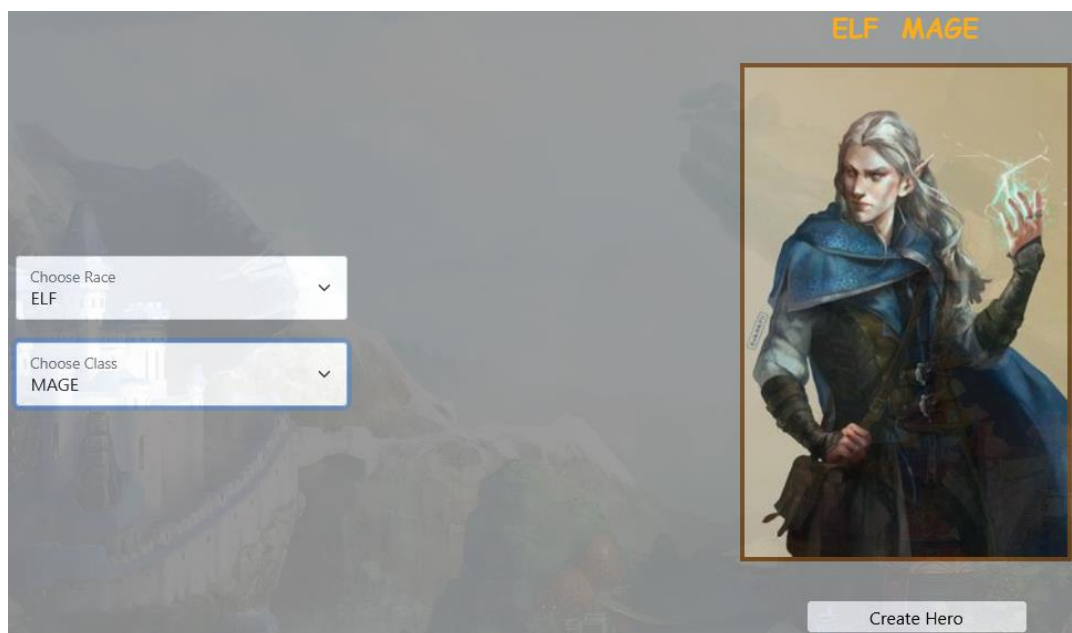 ELF MAGE
Choose Race
ELF
Choose Class
MAGE
Create Hero